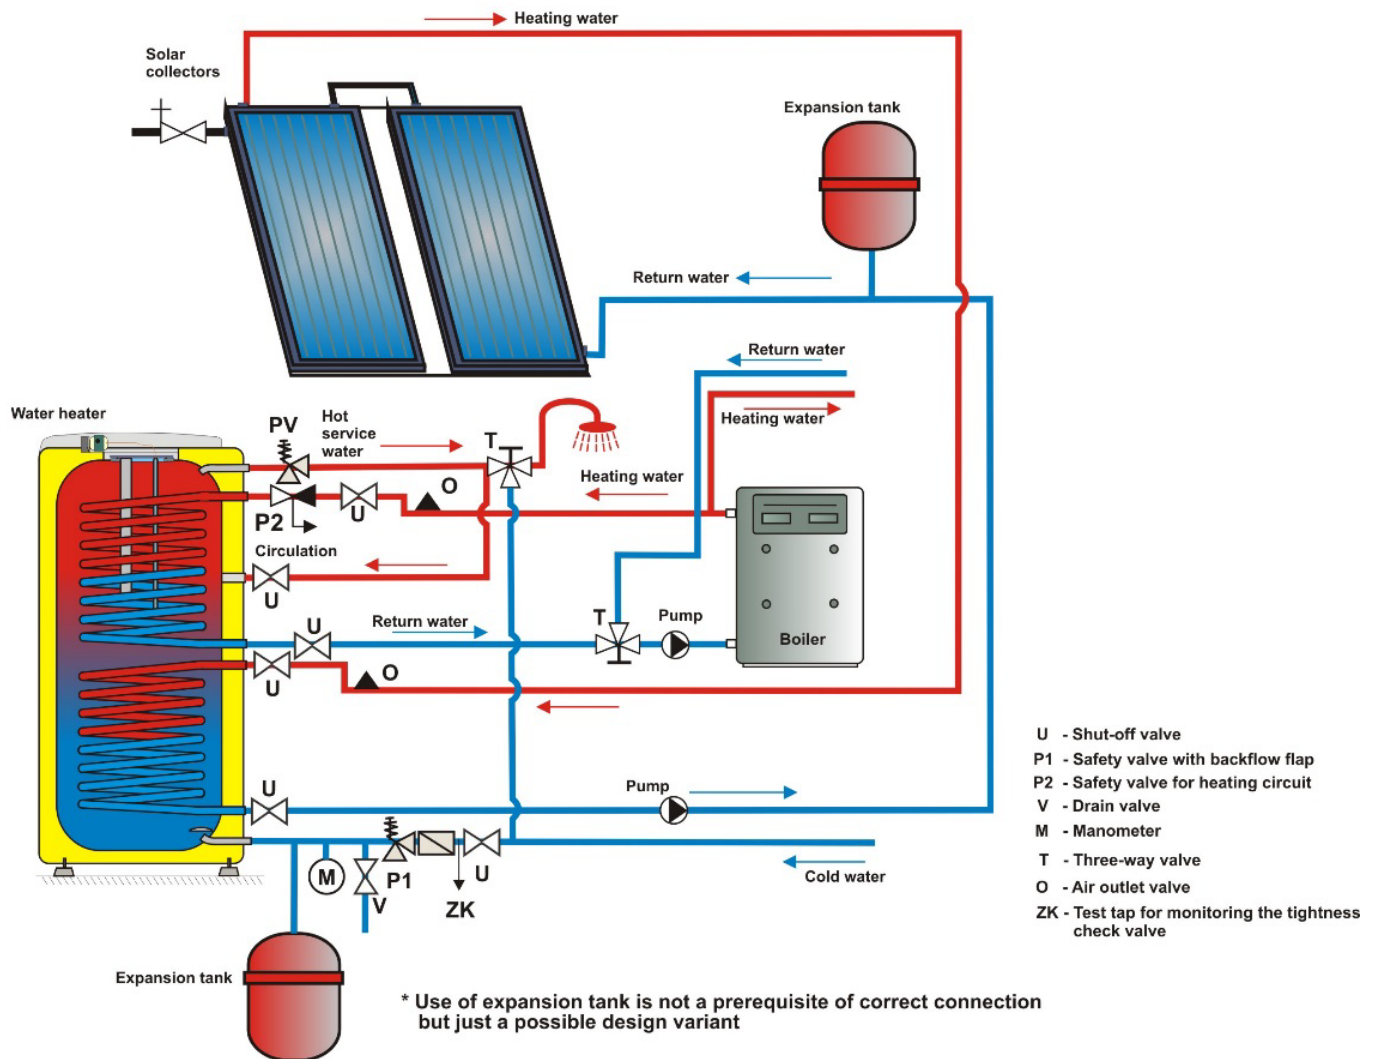 Heating water
Solar
collectors
Expansion tank
Return water
Return water
Heating water
Water heater
PV
Hot
service
water
T
Heating water
O
P2
U
Circulation
U
Return water
U
T
Pump
Boiler
U
O
U
Pump
M
V
P1
ZK
U
Cold water
Expansion tank
U - Shut-off valve
P1 - Safety valve with backflow flap
P2 - Safety valve for heating circuit
V - Drain valve
M - Manometer
T - Three-way valve
O - Air outlet valve
ZK - Test tap for monitoring the tightness
check valve
* Use of expansion tank is not a prerequisite of correct connection
but just a possible design variant